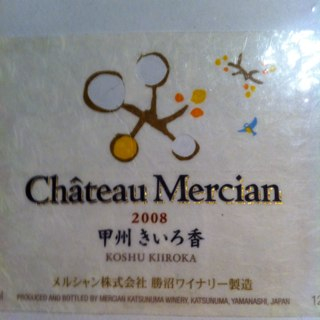 Château Mercian
2008
甲州 きいろ香
KOSHU KIIROKA
メルシャン株式会社 勝沼ワイナリー製造
PRODUCED AND BOTTLED BY MERCIAN KATSUNUMA WINERY, KATSUNUMA, YAMANASHI, JAPAN